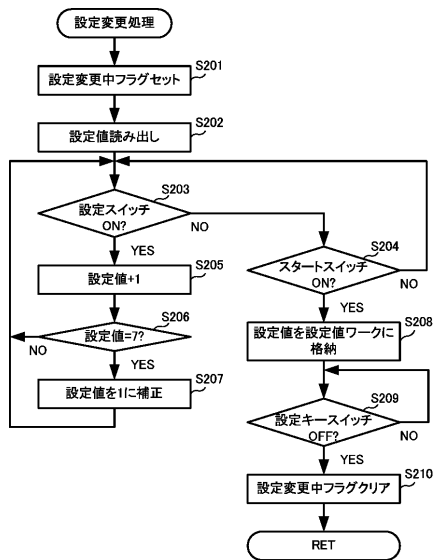 設定変更処理
S201
設定変更中フラグセット
S202
設定値読み出し
S203
設定スイッチ
ON?
NO
YES
S204
スタートスイッチ
ON?
NO
YES
S205
設定値+1
S206
設定値=7?
NO
YES
S207
設定値を1に補正
S208
設定値を設定値ワークに
格納
S209
設定キースイッチ
OFF?
NO
YES
S210
設定変更中フラグクリア
RET